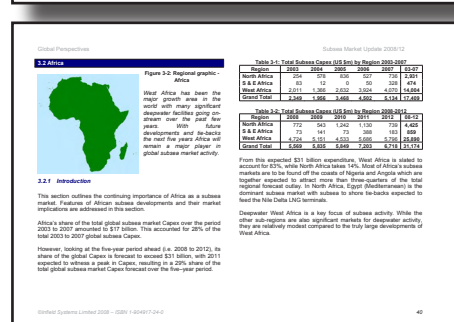 Global Perspectives
Subsea Market Update 2008/12
3.2 Africa
Figure 3-2: Regional graphic -
Africa
West Africa has been the
major growth area in the
world with many significant
deepwater facilities going on-
stream over the past few
years. With future
developments and tie-backs
the next five years Africa will
remain a major player in
global subsea market activity.
3.2.1 Introduction
This section outlines the continuing importance of Africa as a subsea
market. Features of African subsea developments and their market
implications are addressed in this section.
Africa's share of the total global subsea market Capex over the period
2003 to 2007 amounted to $17 billion. This accounted for 28% of the
total 2003 to 2007 global subsea Capex.
However, looking at the five-year period ahead (i.e. 2008 to 2012), its
share of the global Capex is forecast to exceed $31 billion, with 2011
expected to witness a peak in Capex, resulting in a 29% share of the
total global subsea market Capex forecast over the five-year period.
Table 3-1: Total Subsea Capex (US $m) by Region 2003-2007
Region 2003 2004 2005 2006 2007 03-07
North Africa 254 578 836 527 736 2,931
S & E Africa 83 12 0 50 328 474
West Africa 2,011 1,366 2,632 3,924 4,070 14,004
Grand Total 2,349 1,956 3,468 4,502 5,134 17,409
Table 3-2: Total Subsea Capex (US $m) by Region 2008-2012
Region 2008 2009 2010 2011 2012 08-12
North Africa 772 543 1,242 1,130 739 4,425
S & E Africa 73 141 73 388 183 859
West Africa 4,724 5,151 4,533 5,686 5,796 25,890
Grand Total 5,569 5,835 5,849 7,203 6,718 31,174
From this expected $31 billion expenditure, West Africa is slated to
account for 83%, while North Africa takes 14%. Most of Africa's subsea
markets are to be found off the coasts of Nigeria and Angola which are
together expected to attract more than three-quarters of the total
regional forecast outlay. In North Africa, Egypt (Mediterranean) is the
dominant subsea market with subsea to shore tie-backs expected to
feed the Nile Delta LNG terminals.
Deepwater West Africa is a key focus of subsea activity. While the
other sub-regions are also significant markets for deepwater activity,
they are relatively modest compared to the truly large developments of
West Africa.
©Infield Systems Limited 2008 – ISBN 1-904917-24-0
40